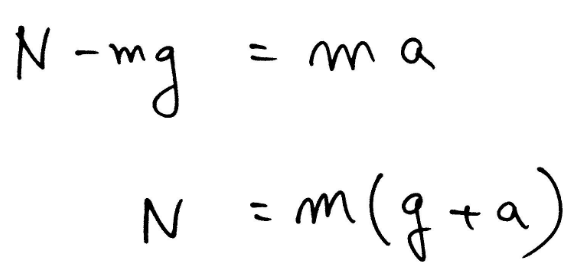 N - mg = ma
N = m(g + a)